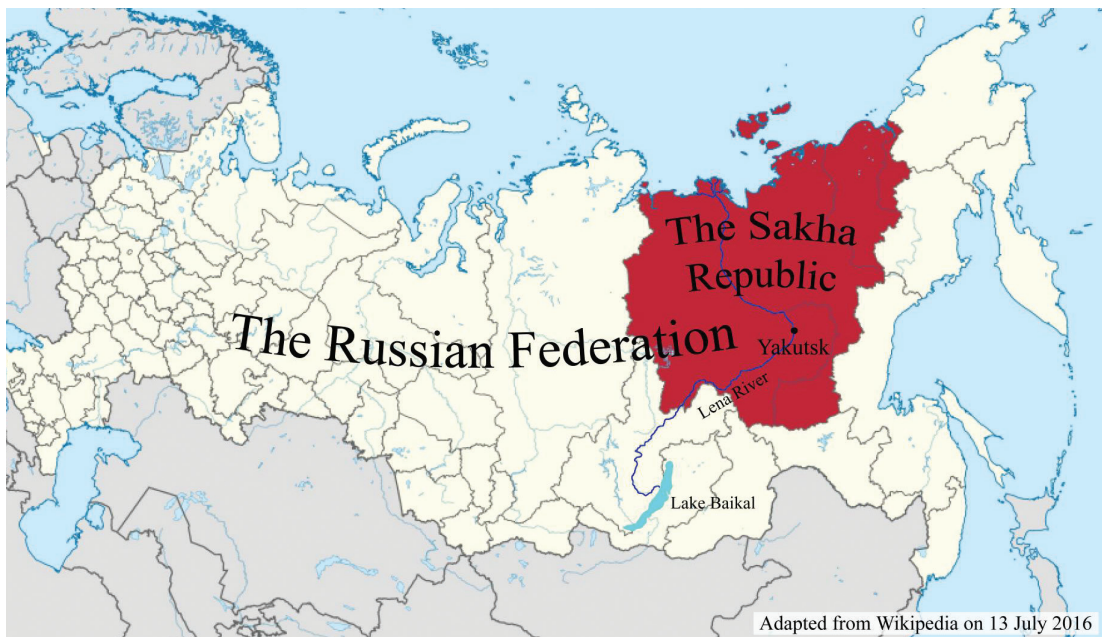 The Sakha
Republic
The Russian Federation
Yakutsk
Lena River
Lake Baikal
Adapted from Wikipedia on 13 July 2016